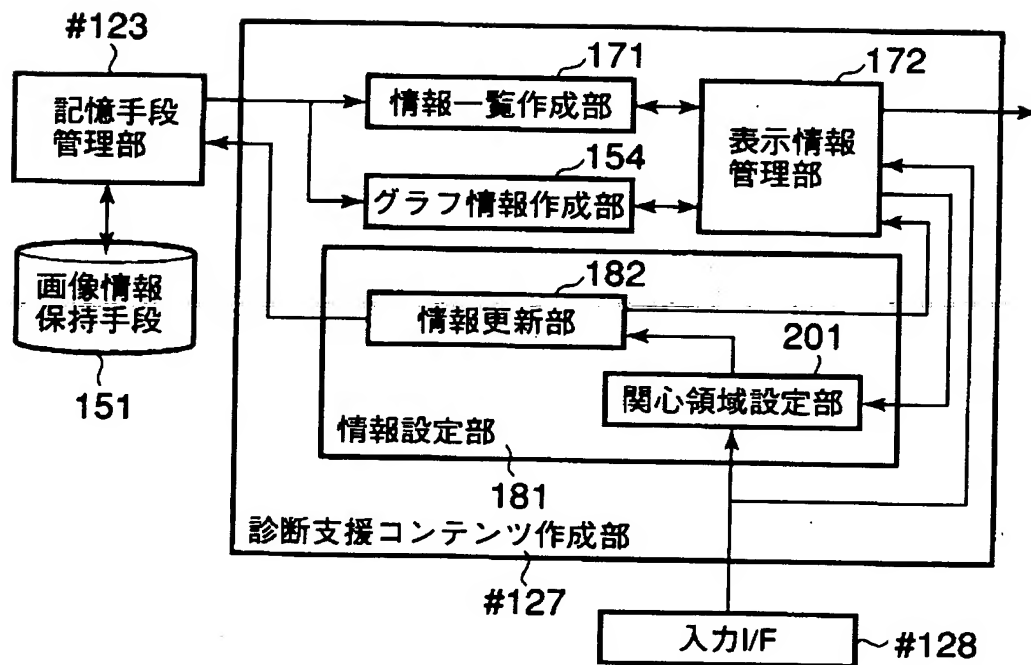 #123
記憶手段
管理部
画像情報
保持手段
151
171
情報一覧作成部
154
グラフ情報作成部
172
表示情報
管理部
182
情報更新部
201
関心領域設定部
情報設定部
181
診断支援コンテンツ作成部
#127
入力I/F
#128